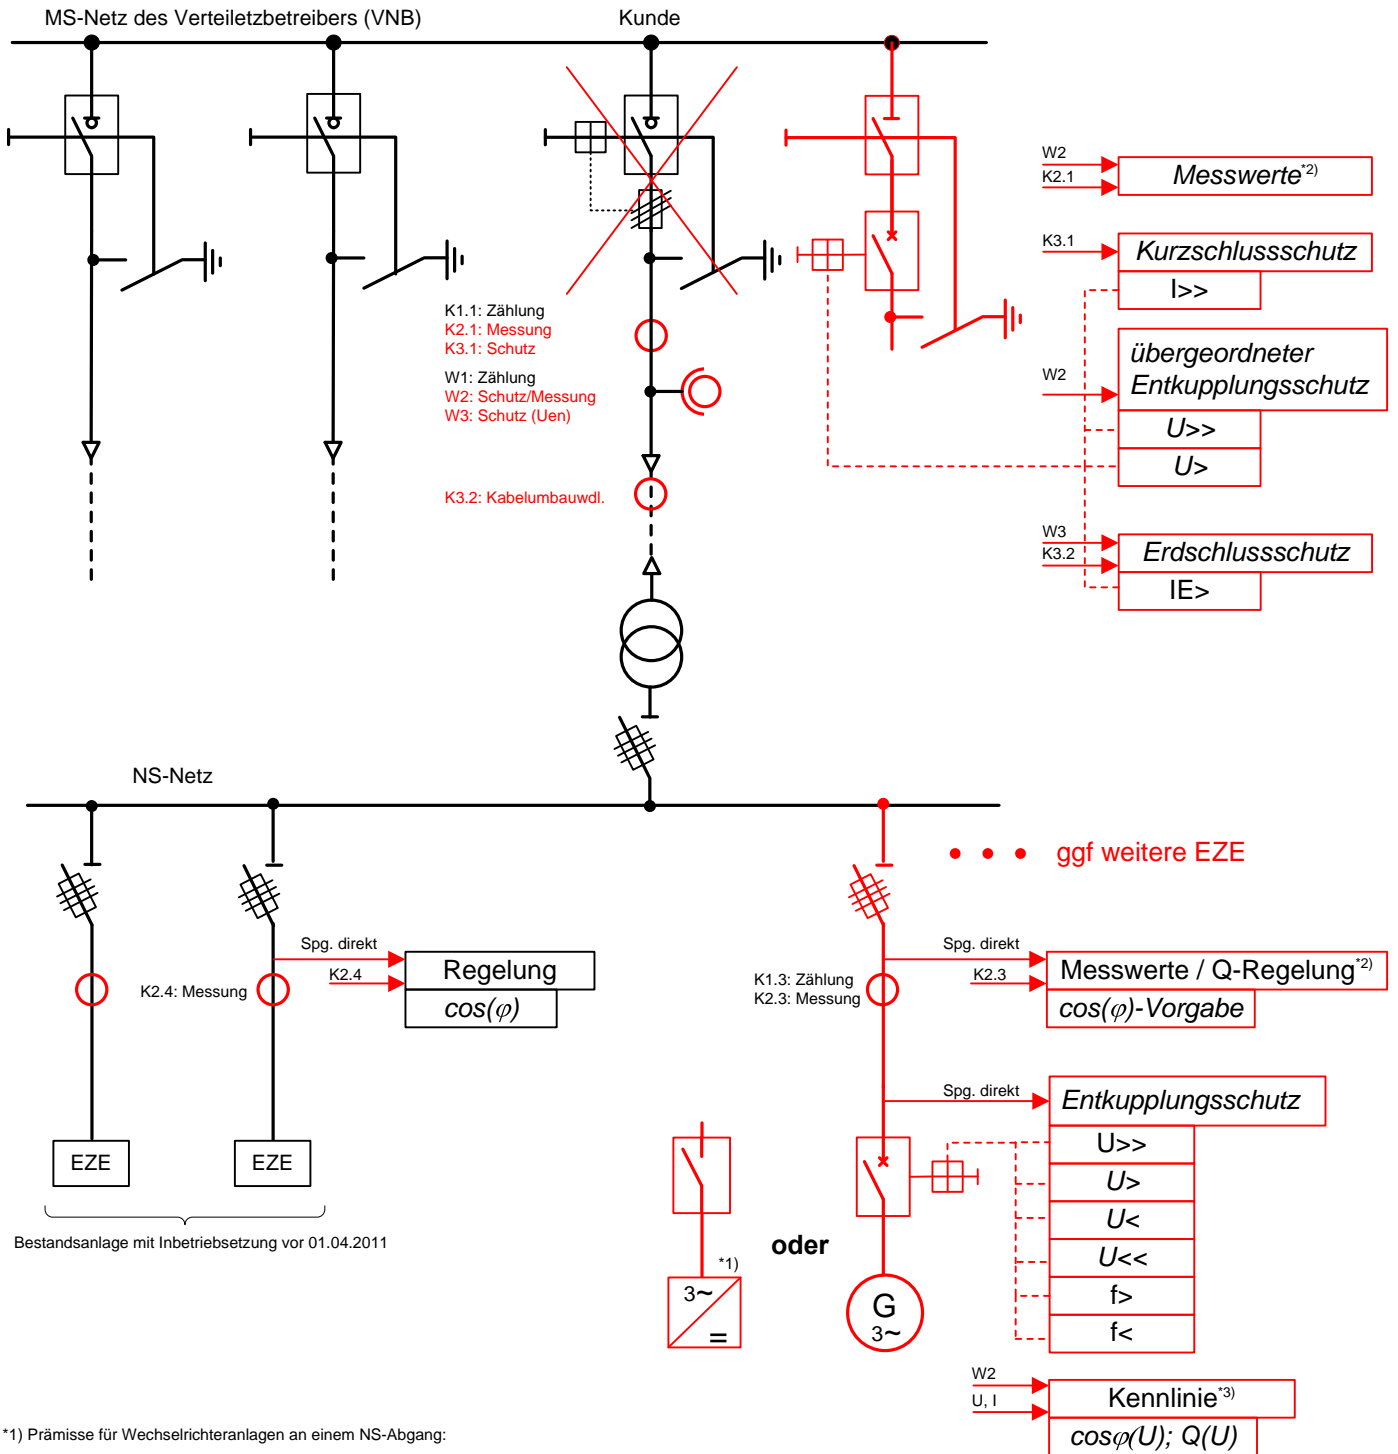 MS-Netz des Verteiletzbetreibers (VNB)
Kunde
W2
K2.1
Messwerte*2)
K3.1
Kurzschlussschutz
I>>
K1.1: Zählung
K2.1: Messung
K3.1: Schutz
W1: Zählung
W2: Schutz/Messung
W3: Schutz (Uen)
W2
übergeordneter
Entkupplungsschutz
U>>
U>
K3.2: Kabelumbauwdl.
W3
K3.2
Erdschlussschutz
IE>
NS-Netz
ggf weitere EZE
Spg. direkt
K2.4
Regelung
cos(φ)
K2.4: Messung
K1.3: Zählung
K2.3: Messung
Spg. direkt
K2.3
Messwerte / Q-Regelung*2)
cos(φ)-Vorgabe
Spg. direkt
Entkupplungsschutz
U>>
U>
U<
U<<
f>
f<
EZE
EZE
Bestandsanlage mit Inbetriebsetzung vor 01.04.2011
*1)
3~
=
oder
G
3~
W2
U, I
Kennlinie*3)
cosφ(U); Q(U)
*1) Prämisse für Wechselrichteranlagen an einem NS-Abgang: